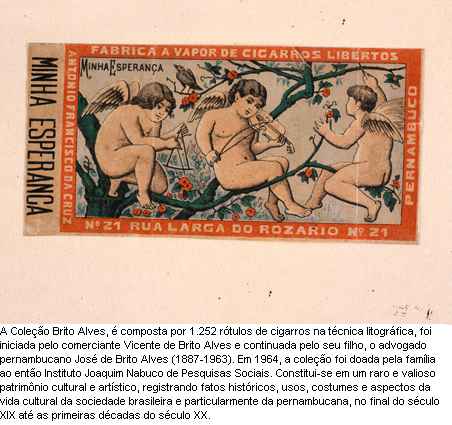 FABRICA A VAPOR DE CIGARROS LIBERTOS
MINHA ESPERANÇA
ANTONIO FRANCISCO DA CRUZ
MINHA ESPERANÇA
PERNAMBUCO
Nº 21 RUA LARGA DO ROZARIO Nº 21
A Coleção Brito Alves, é composta por 1.252 rótulos de cigarros na técnica litográfica, foi
iniciada pelo comerciante Vicente de Brito Alves e continuada pelo seu filho, o advogado
pernambucano José de Brito Alves (1887-1963). Em 1964, a coleção foi doada pela família
ao então Instituto Joaquim Nabuco de Pesquisas Sociais. Constitui-se em um raro e valioso
patrimônio cultural e artístico, registrando fatos históricos, usos, costumes e aspectos da
vida cultural da sociedade brasileira e particularmente da pernambucana, no final do século
XIX até as primeiras décadas do século XX.